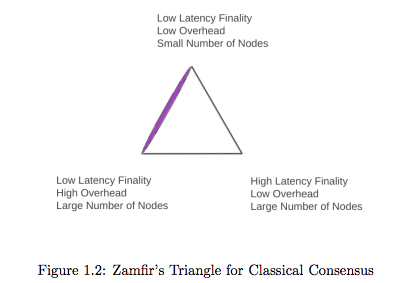 Low Latency Finality
Low Overhead
Small Number of Nodes
Low Latency Finality
High Overhead
Large Number of Nodes
High Latency Finality
Low Overhead
Large Number of Nodes
Figure 1.2: Zamfir's Triangle for Classical Consensus